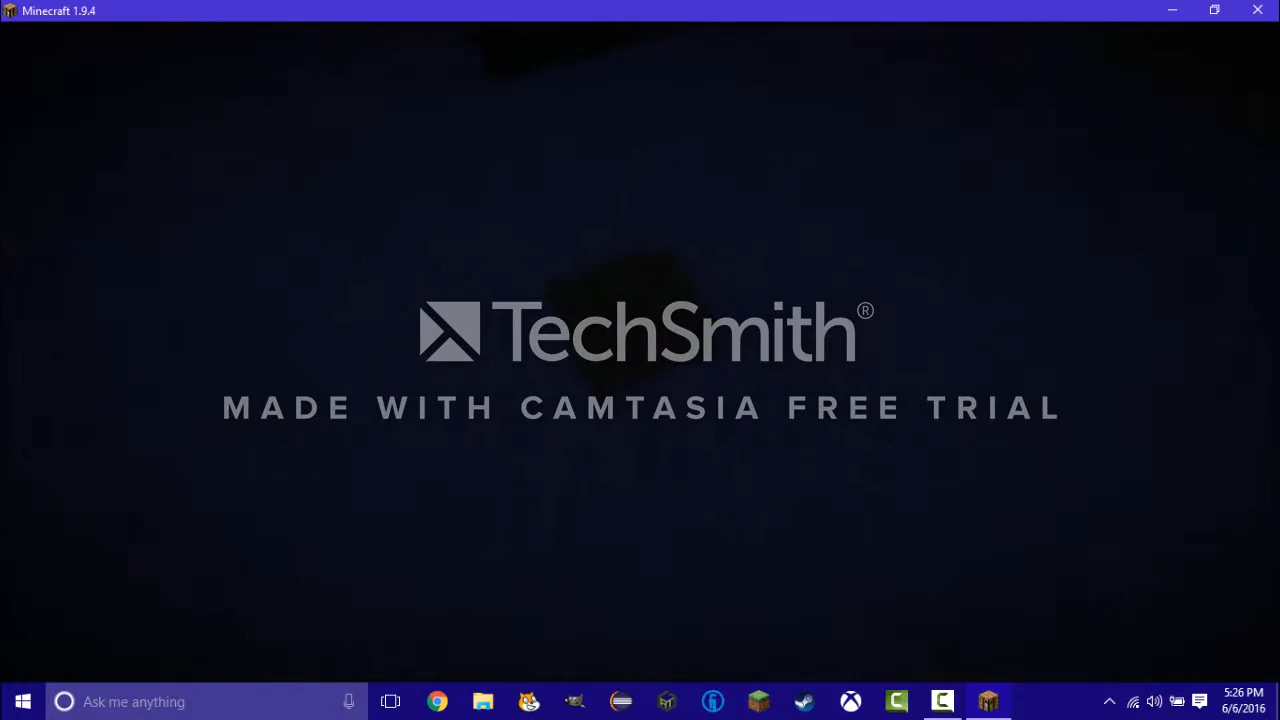 Minecraft 1.9.4
TechSmith®
MADE WITH CAMTASIA FREE TRIAL
Ask me anything
5:26 PM
6/6/2016